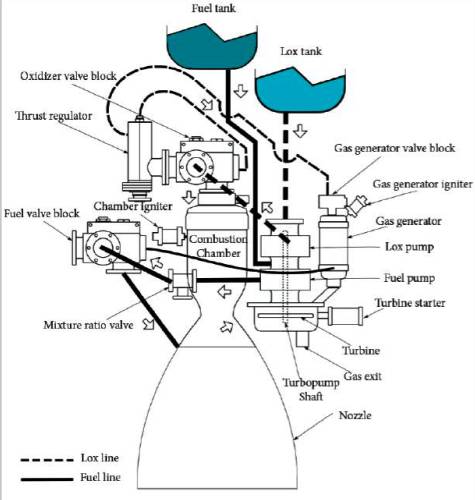 Fuel tank
Lox tank
Oxidizer valve block
Thrust regulator
Gas generator valve block
Gas generator igniter
Fuel valve block
Chamber igniter
Gas generator
Combustion
Chamber
Lox pump
Fuel pump
Turbine starter
Mixture ratio valve
Turbine
Gas exit
Turbopump
Shaft
Nozzle
Lox line
Fuel line